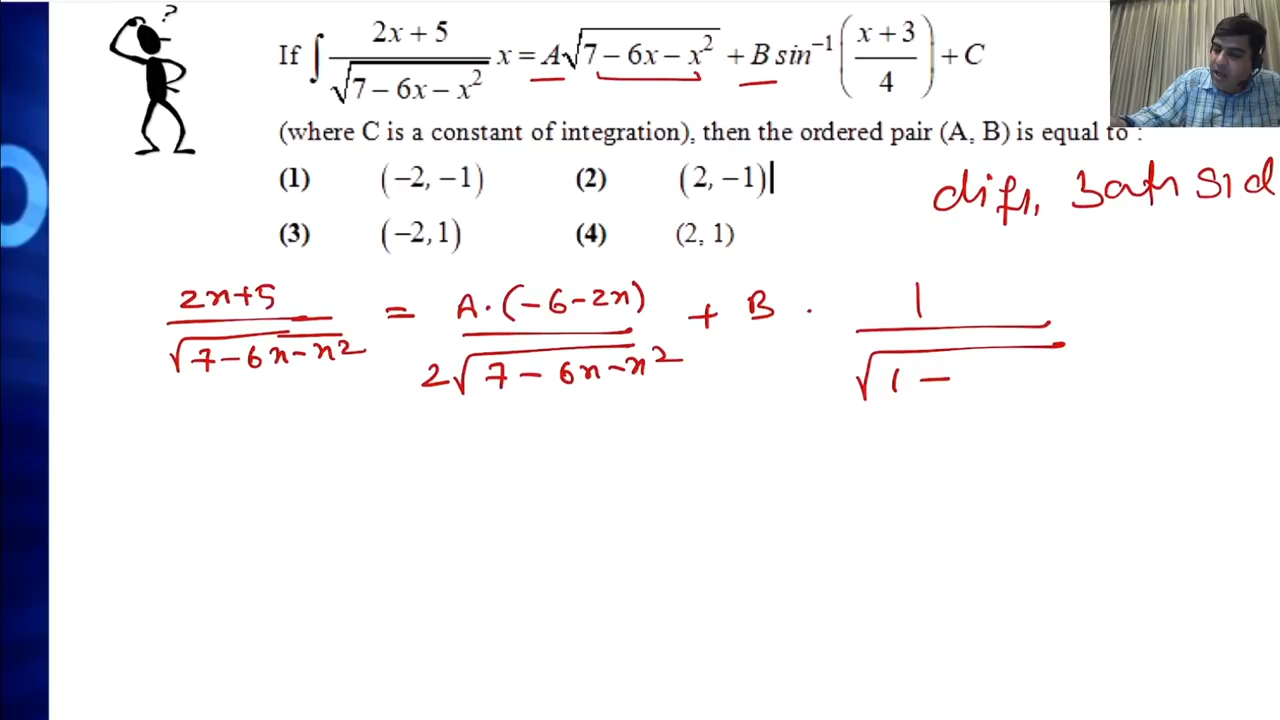 ?
If ∫ (2x + 5)/√(7 − 6x − x²) x = A√(7 − 6x − x²) + B sin⁻¹((x + 3)/4) + C
(where C is a constant of integration), then the ordered pair (A, B) is equal to :
(1) (−2, −1) (2) (2, −1)
(3) (−2, 1) (4) (2, 1)
diff. Both Sid
(2x+5)/√(7−6x−x²) = A·(−6−2x)/(2√(7−6x−x²)) + B · 1/√(1 −